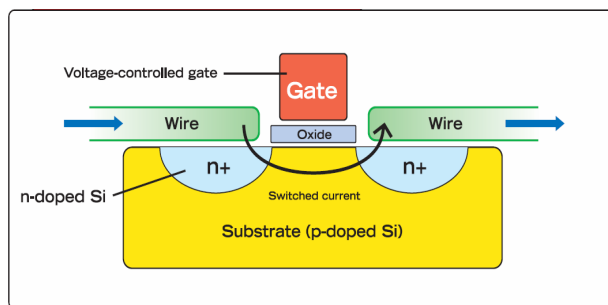 Voltage-controlled gate
Gate
Wire
Oxide
Wire
n+
n+
n-doped Si
Switched current
Substrate (p-doped Si)